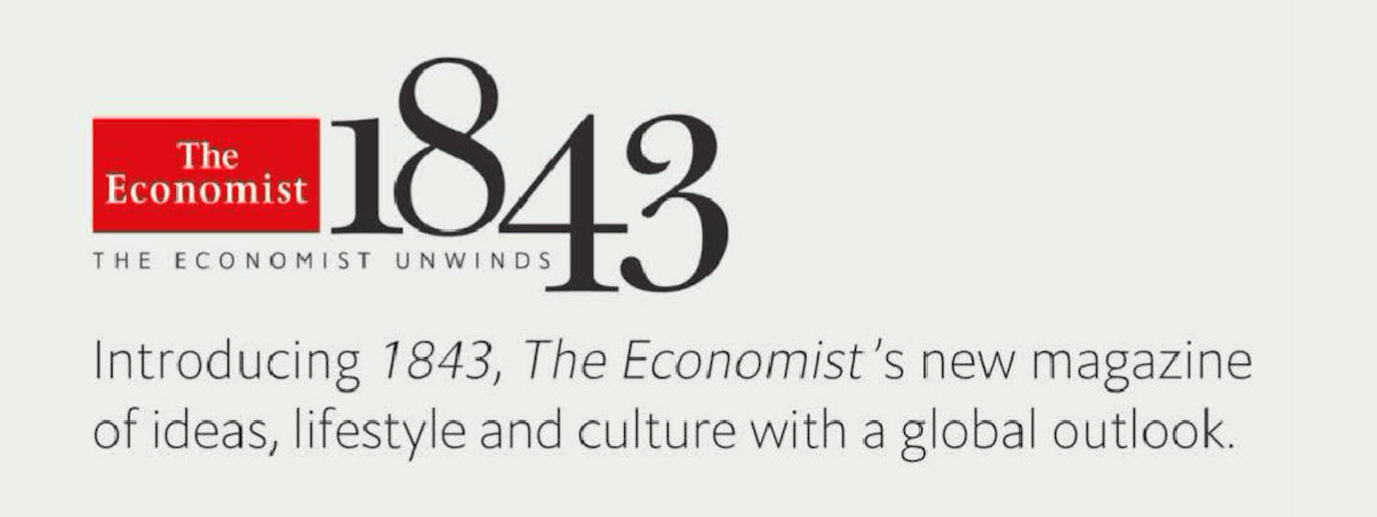 The
Economist
1843
THE ECONOMIST UNWINDS
Introducing 1843, The Economist's new magazine
of ideas, lifestyle and culture with a global outlook.